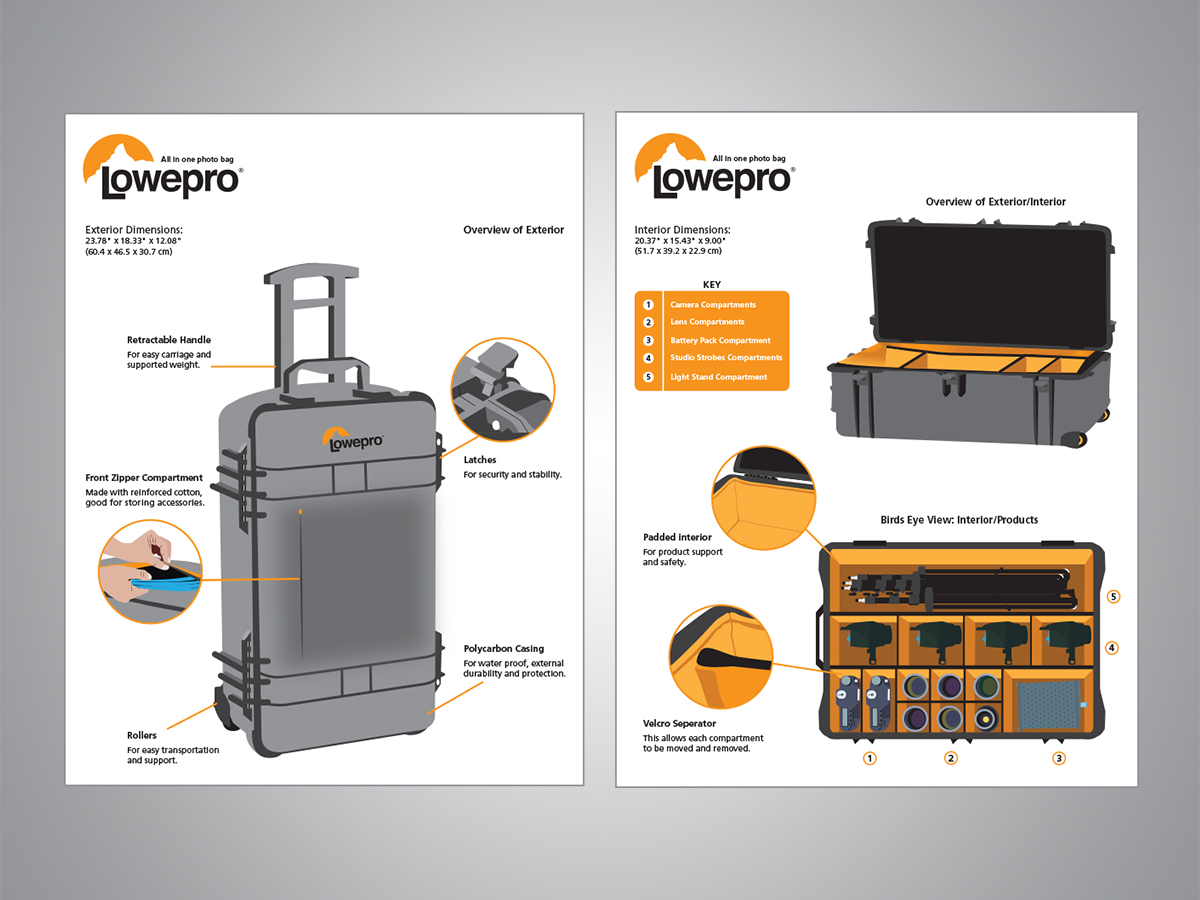 All in one photo bag
Lowepro®
Exterior Dimensions:
23.78" x 18.33" x 12.08"
(60.4 x 46.5 x 30.7 cm)
Overview of Exterior
Retractable Handle
For easy carriage and
supported weight.
Lowepro
Latches
For security and stability.
Front Zipper Compartment
Made with reinforced cotton,
good for storing accessories.
Polycarbon Casing
For water proof, external
durability and protection.
Rollers
For easy transportation
and support.
All in one photo bag
Lowepro®
Overview of Exterior/Interior
Interior Dimensions:
20.37" x 15.43" x 9.00"
(51.7 x 39.2 x 22.9 cm)
KEY
1 Camera Compartments
2 Lens Compartments
3 Battery Pack Compartment
4 Studio Strobes Compartments
5 Light Stand Compartment
Birds Eye View: Interior/Products
Padded interior
For product support
and safety.
5
4
Velcro Seperator
This allows each compartment
to be moved and removed.
1 2 3